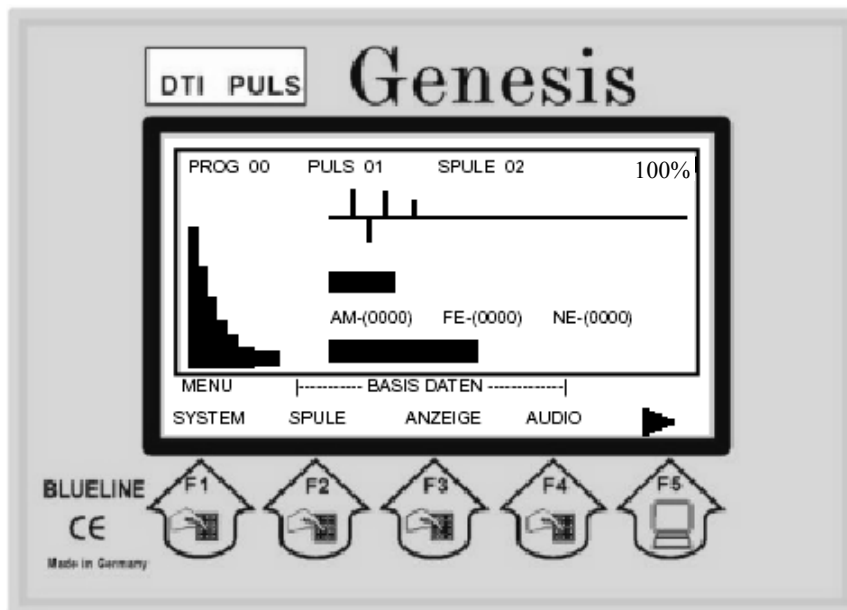 DTI PULS
Genesis
PROG 00 PULS 01 SPULE 02 100%
AM-(0000) FE-(0000) NE-(0000)
MENU |----------- BASIS DATEN ------------|
SYSTEM SPULE ANZEIGE AUDIO
F1 F2 F3 F4 F5
BLUELINE
CE
Made in Germany